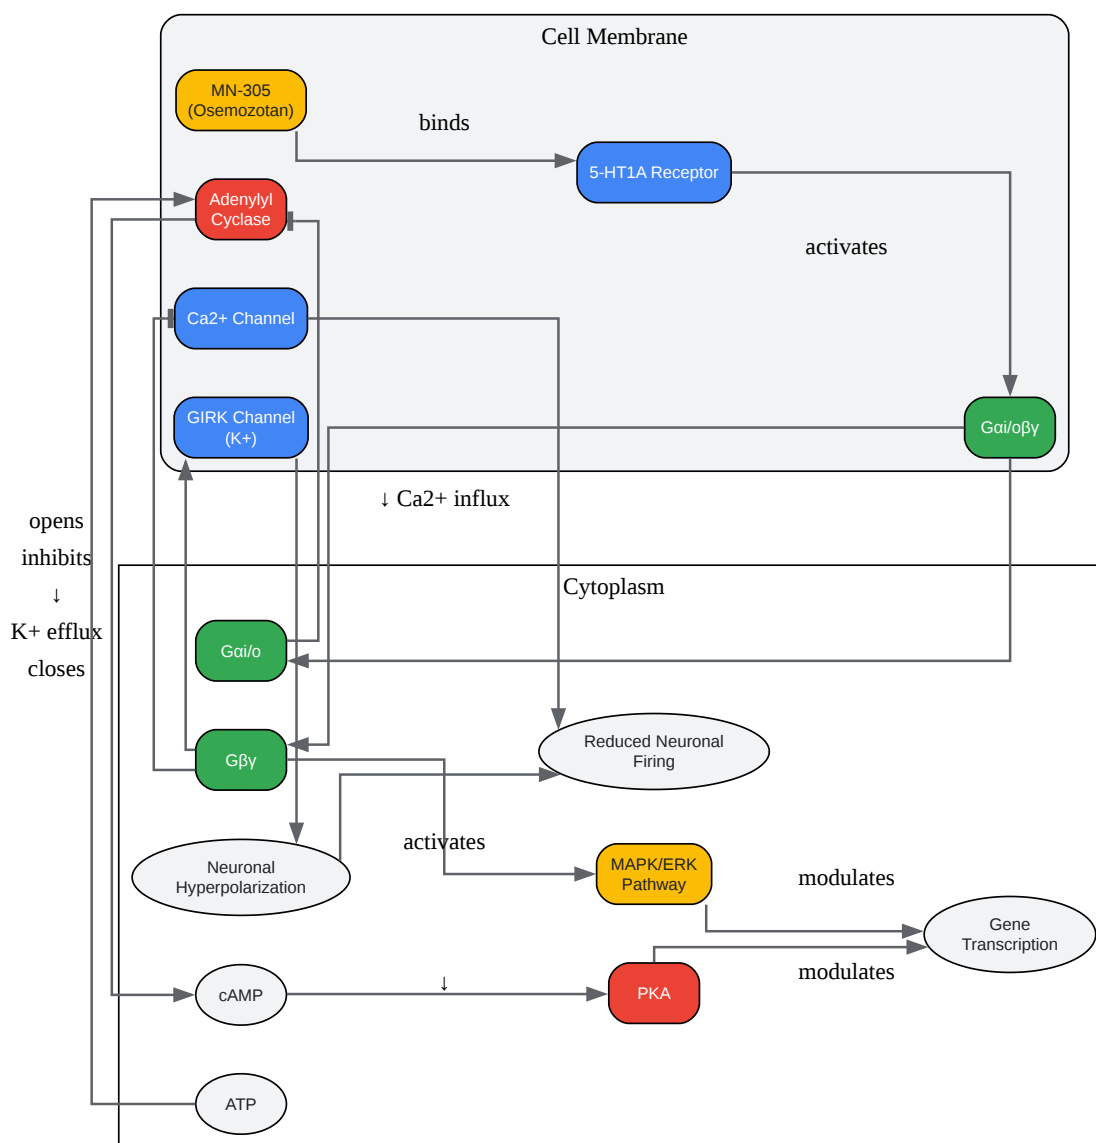 Cell Membrane
MN-305
(Osemozotan)
binds
5-HT1A Receptor
Adenylyl
Cyclase
activates
Ca2+ Channel
GIRK Channel
(K+)
Gαi/oβγ
↓ Ca2+ influx
opens
inhibits
↓
K+ efflux
closes
Cytoplasm
Gαi/o
Gβγ
Reduced Neuronal
Firing
activates
Neuronal
Hyperpolarization
MAPK/ERK
Pathway
modulates
Gene
Transcription
modulates
cAMP
↓
PKA
ATP